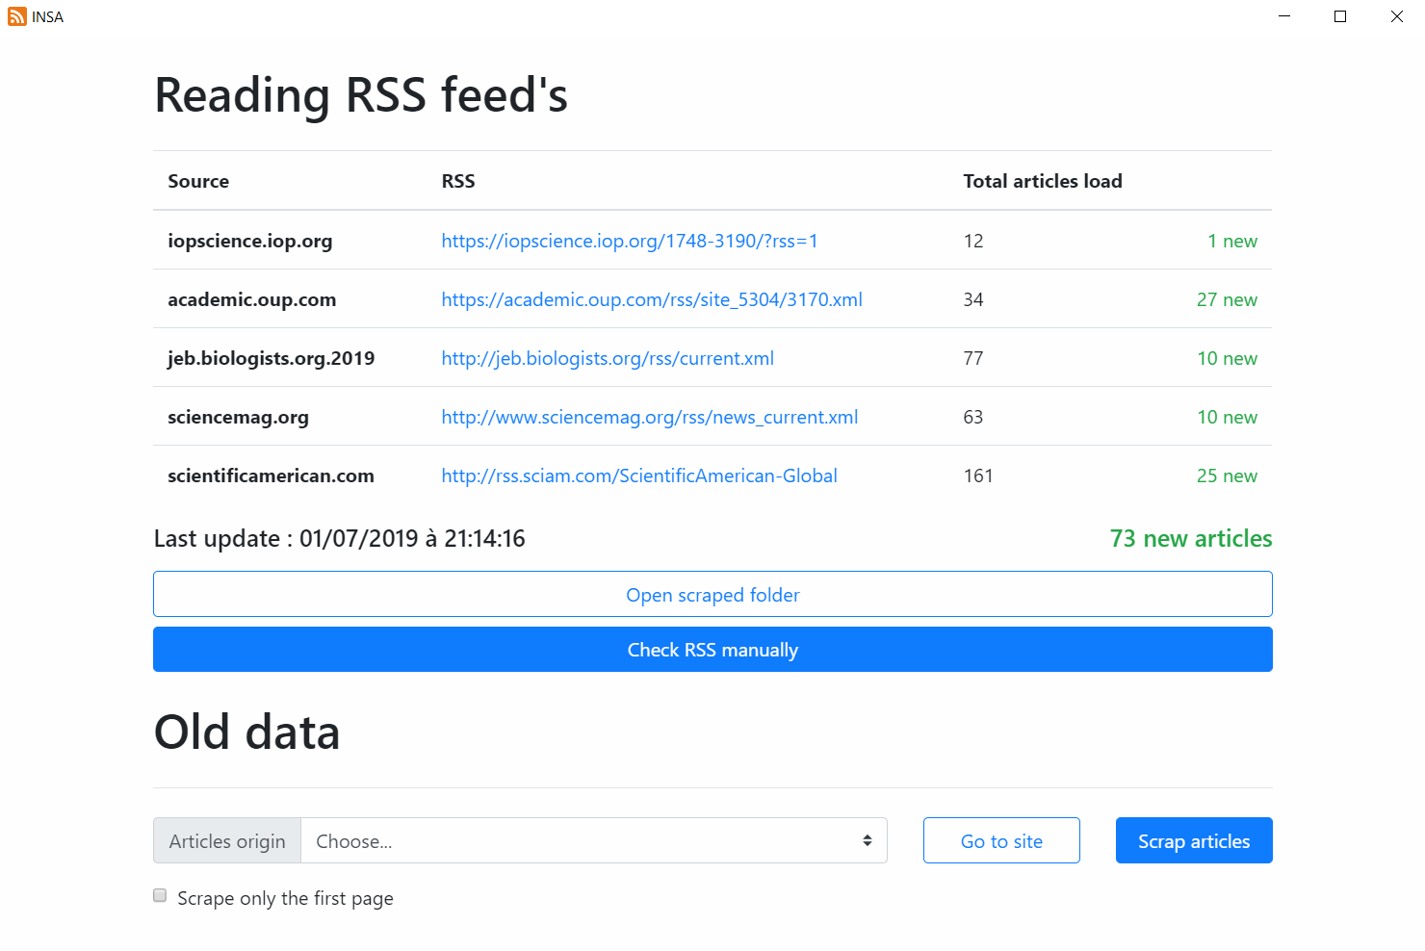 INSA
Reading RSS feed's
Source RSS Total articles load
iopscience.iop.org https://iopscience.iop.org/1748-3190/?rss=1 12 1 new
academic.oup.com https://academic.oup.com/rss/site_5304/3170.xml 34 27 new
jeb.biologists.org.2019 http://jeb.biologists.org/rss/current.xml 77 10 new
sciencemag.org http://www.sciencemag.org/rss/news_current.xml 63 10 new
scientificamerican.com http://rss.sciam.com/ScientificAmerican-Global 161 25 new
Last update : 01/07/2019 à 21:14:16 73 new articles
Open scraped folder
Check RSS manually
Old data
Articles origin Choose... Go to site Scrap articles
Scrape only the first page